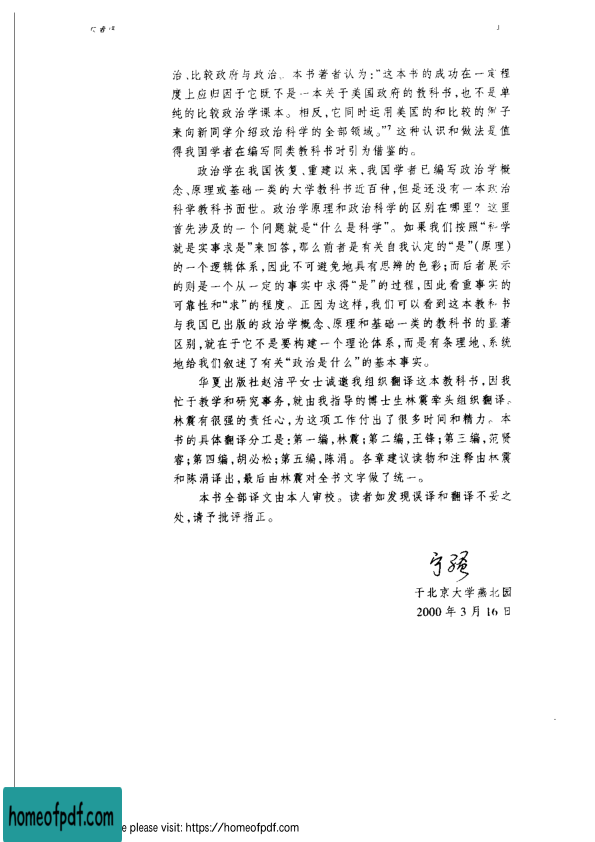 治、比较政府与政治。本书著者认为:“这本书的成功在一定程
度上应归因于它既不是一本关于美国政府的教科书,也不是单
纯的比较政治学课本。相反,它同时运用美国的和比较的例子
来向新同学介绍政治科学的全部领域。”7 这种认识和做法是值
得我国学者在编写同类教科书时引为借鉴的。
政治学在我国恢复、重建以来,我国学者已编写政治学概
念、原理或基础一类的大学教科书近百种,但是还没有一本政治
科学教科书面世。政治学原理和政治科学的区别在哪里? 这里
首先涉及的一个问题就是“什么是科学”。如果我们按照“科学
就是实事求是”来回答,那么前者是有关自我认定的“是”(原理)
的一个逻辑体系,因此不可避免地具有思辨的色彩;而后者展示
的则是一个从一定的事实中求得“是”的过程,因此看重事实的
可靠性和“求”的程度。正因为这样,我们可以看到这本教科书
与我国已出版的政治学概念、原理和基础一类的教科书的显著
区别,就在于它不是要构建一个理论体系,而是有条理地、系统
地给我们叙述了有关“政治是什么”的基本事实。
华夏出版社赵洁平女士诚邀我组织翻译这本教科书,因我
忙于教学和研究事务,就由我指导的博士生林震牵头组织翻译。
林震有很强的责任心,为这项工作付出了很多时间和精力。本
书的具体翻译分工是:第一编,林震;第二编,王锋;第三编,范贤
睿;第四编,胡必松;第五编,陈涓。各章建议读物和注释由林震
和陈涓译出,最后由林震对全书文字做了统一。
本书全部译文由本人审校。读者如发现误译和翻译不妥之
处,请予批评指正。
宁骚
于北京大学燕北园
2000 年 3 月 16 日
homeofpdf.com
e please visit: https://homeofpdf.com